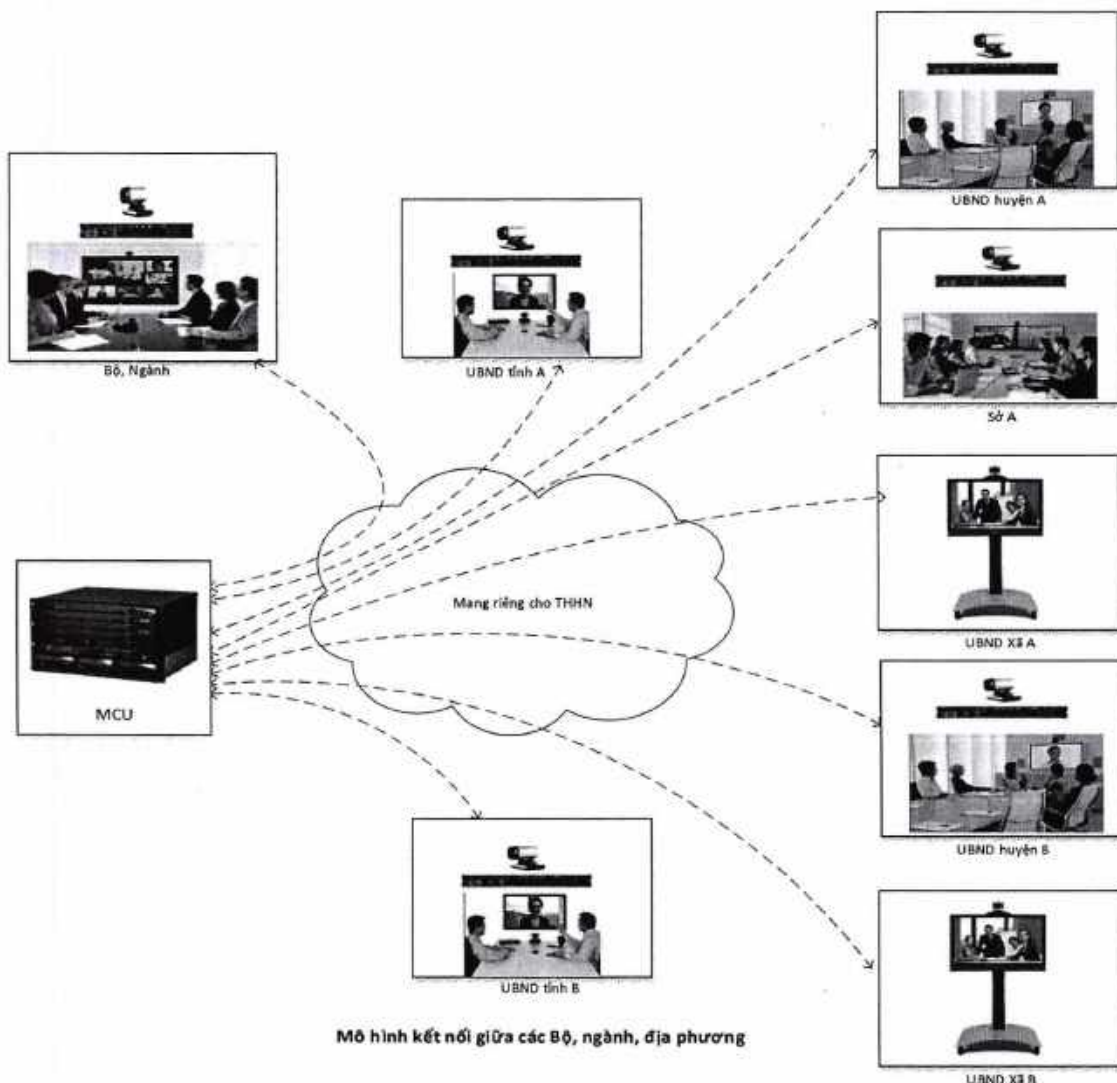 UBND huyện A
Bộ, Ngành
UBND tỉnh A
Sở A
Mạng riêng cho THHN
UBND Xã A
MCU
UBND huyện B
UBND tỉnh B
Mô hình kết nối giữa các Bộ, ngành, địa phương
UBND Xã B